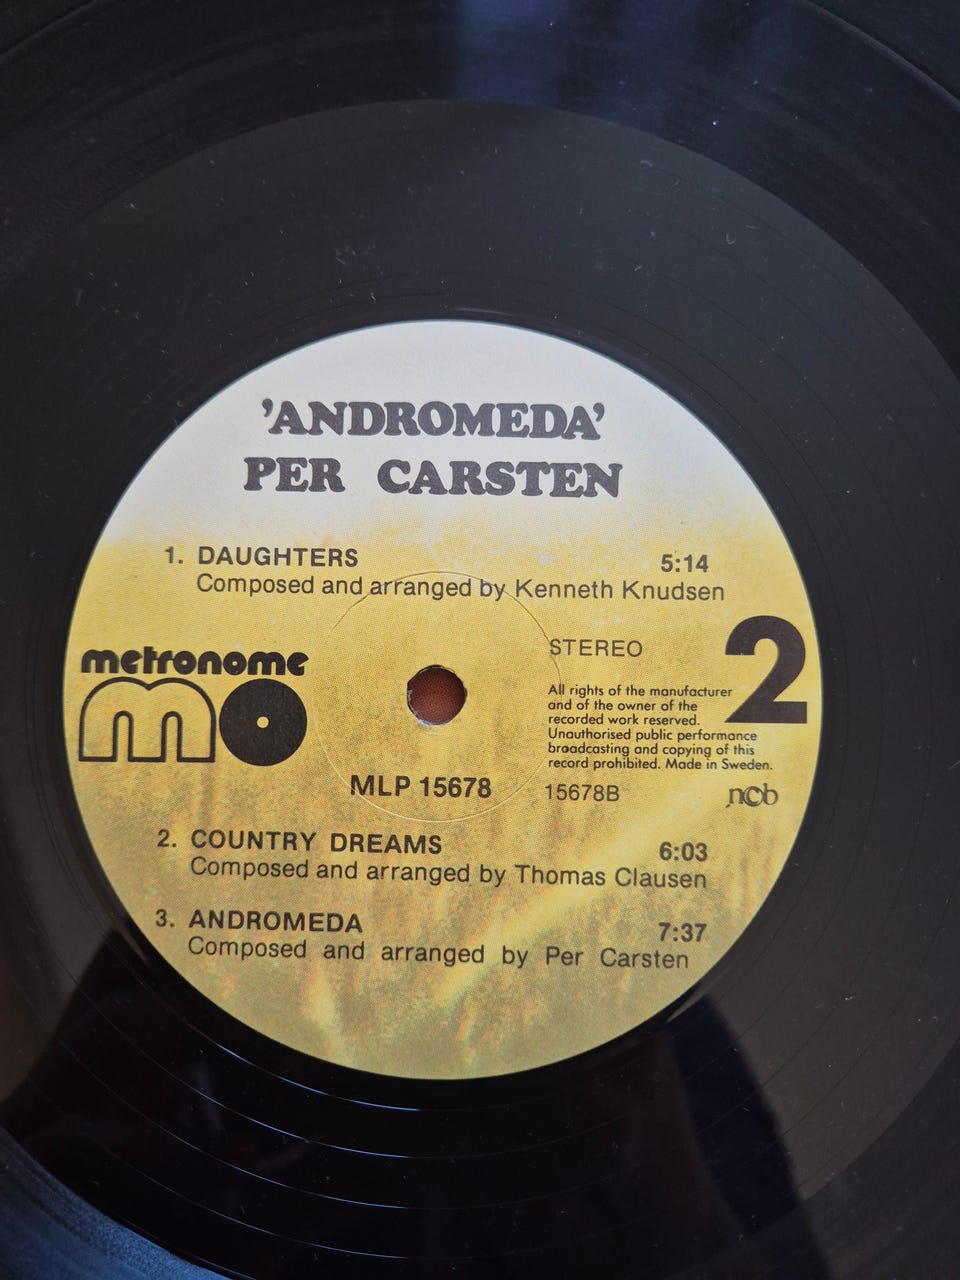 'ANDROMEDA'
PER CARSTEN
1. DAUGHTERS 5:14
Composed and arranged by Kenneth Knudsen
metronome
mo
STEREO
2
All rights of the manufacturer
and of the owner of the
recorded work reserved.
Unauthorised public performance
broadcasting and copying of this
record prohibited. Made in Sweden.
MLP 15678
15678B
ncb
2. COUNTRY DREAMS 6:03
Composed and arranged by Thomas Clausen
3. ANDROMEDA 7:37
Composed and arranged by Per Carsten